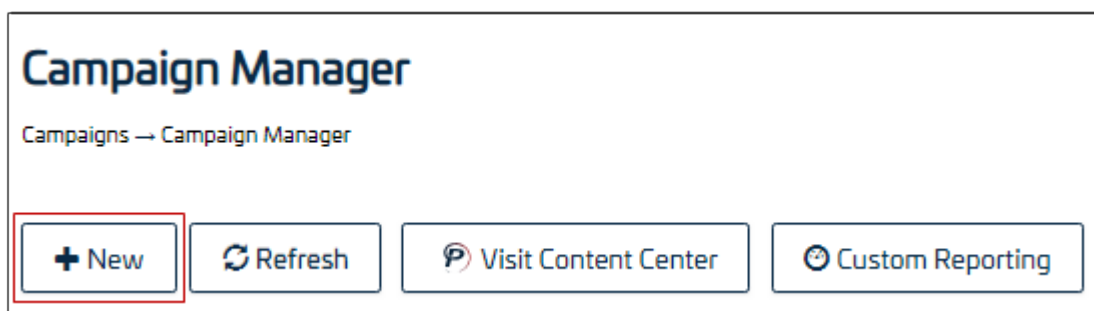 Campaign Manager
Campaigns → Campaign Manager
New Refresh Visit Content Center Custom Reporting